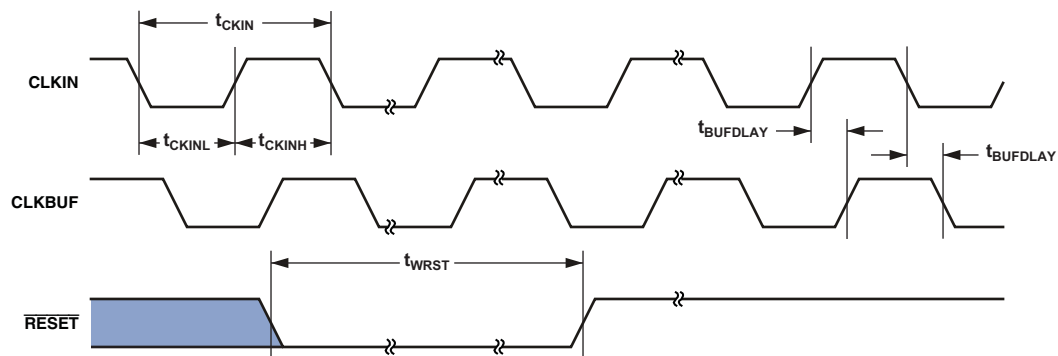 tCKIN
CLKIN
tCKINL
tCKINH
tBUFDLAY
tBUFDLAY
CLKBUF
tWRST
RESET